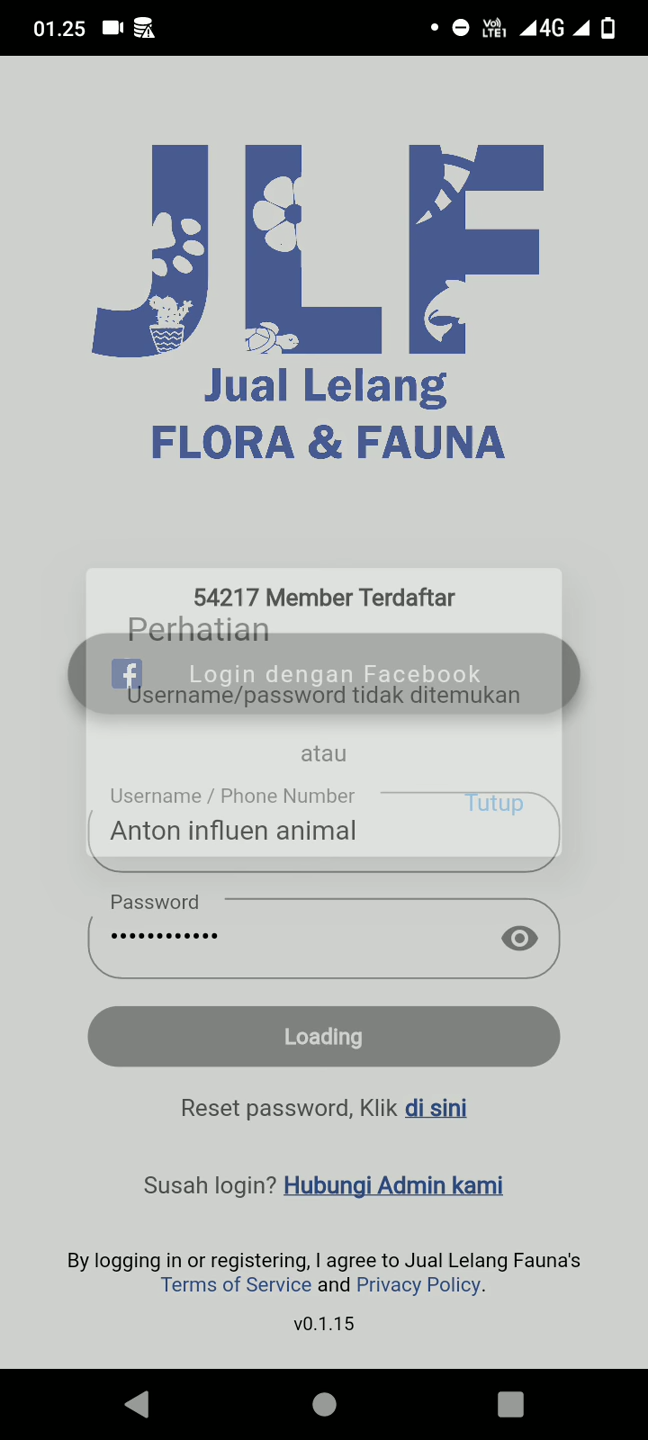 01.25
Vo) LTE1 4G
JLF
Jual Lelang
FLORA & FAUNA
54217 Member Terdaftar
Perhatian
Login dengan Facebook
Username/password tidak ditemukan
atau
Username / Phone Number
Tutup
Anton influen animal
Password
••••••••••••
Loading
Reset password, Klik di sini
Susah login? Hubungi Admin kami
By logging in or registering, I agree to Jual Lelang Fauna's
Terms of Service and Privacy Policy.
v0.1.15